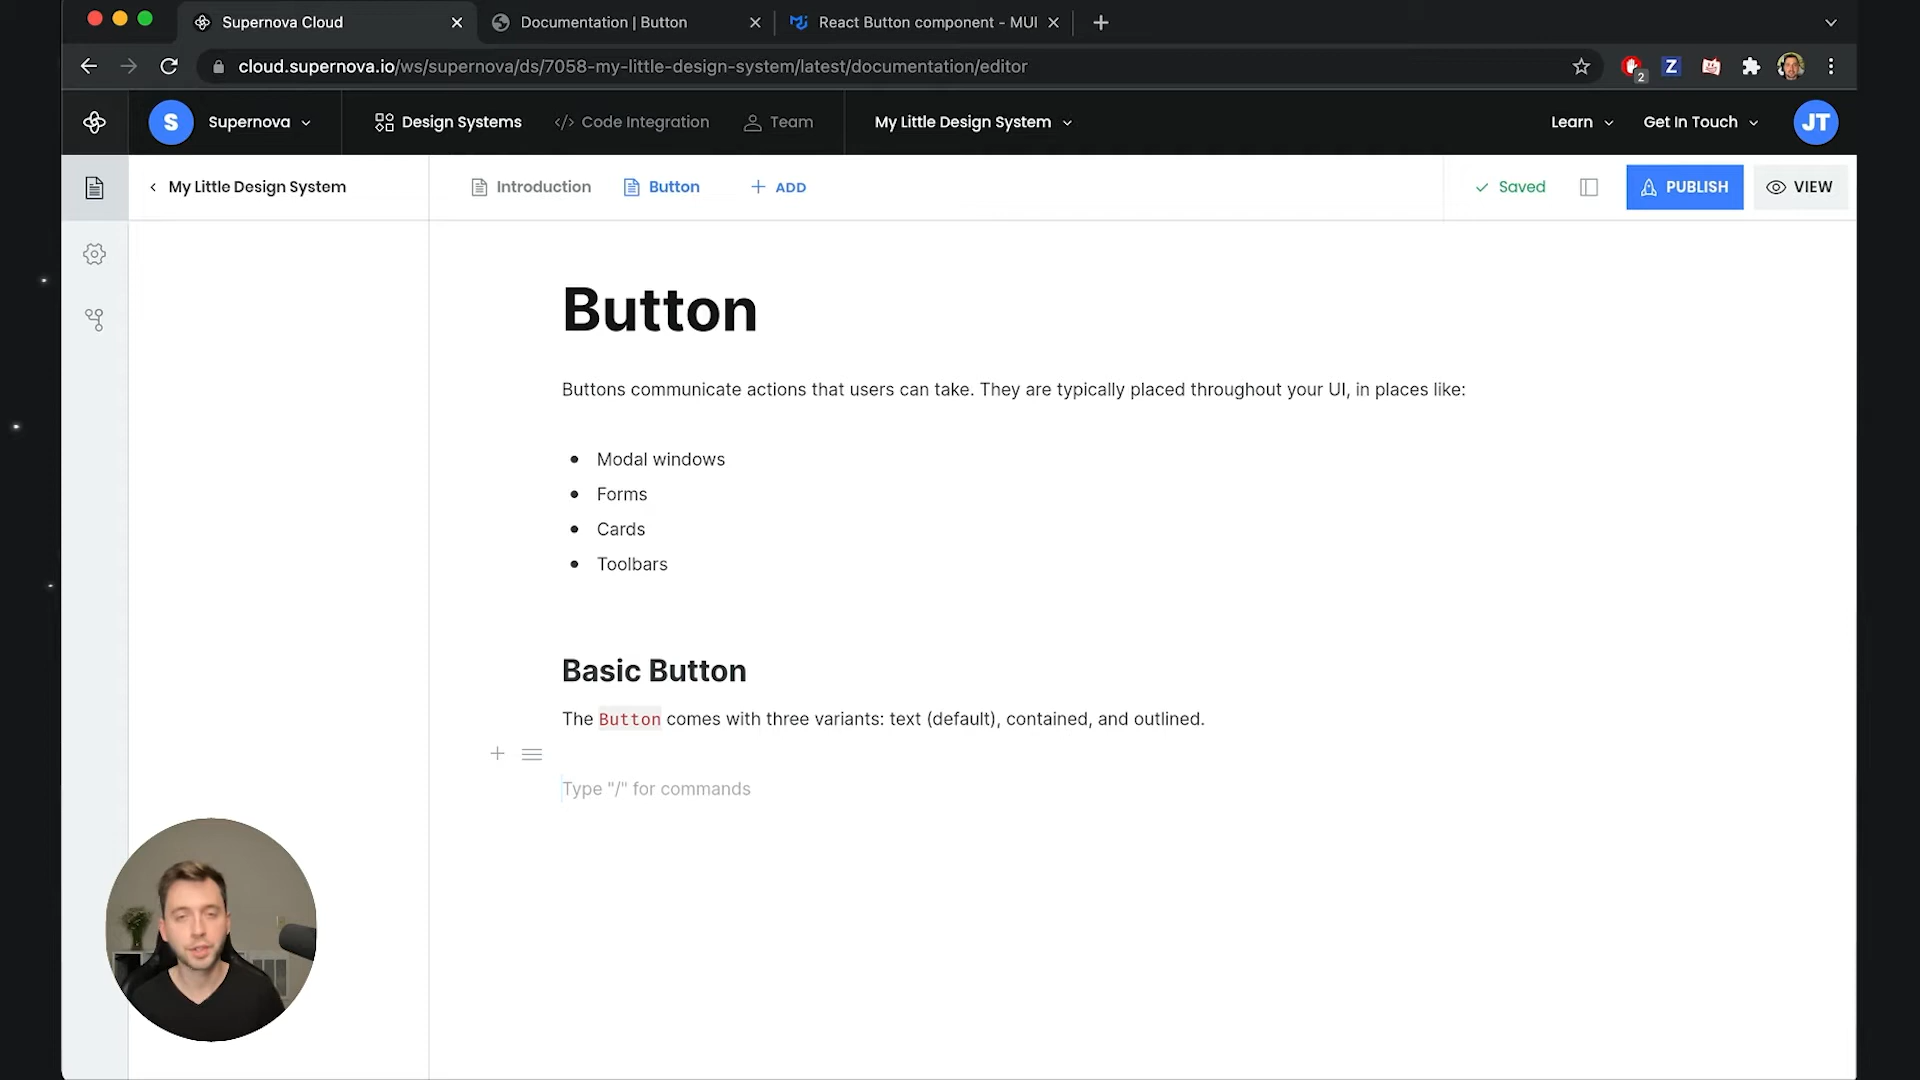 Supernova Cloud
Documentation | Button
React Button component - MUI
cloud.supernova.io/ws/supernova/ds/7058-my-little-design-system/latest/documentation/editor
2
Z
S
Supernova
Design Systems
</> Code Integration
Team
My Little Design System
Learn
Get In Touch
JT
My Little Design System
Introduction
Button
+ ADD
Saved
PUBLISH
VIEW
Button
Buttons communicate actions that users can take. They are typically placed throughout your UI, in places like:
• Modal windows
• Forms
• Cards
• Toolbars
Basic Button
The Button comes with three variants: text (default), contained, and outlined.
Type "/" for commands